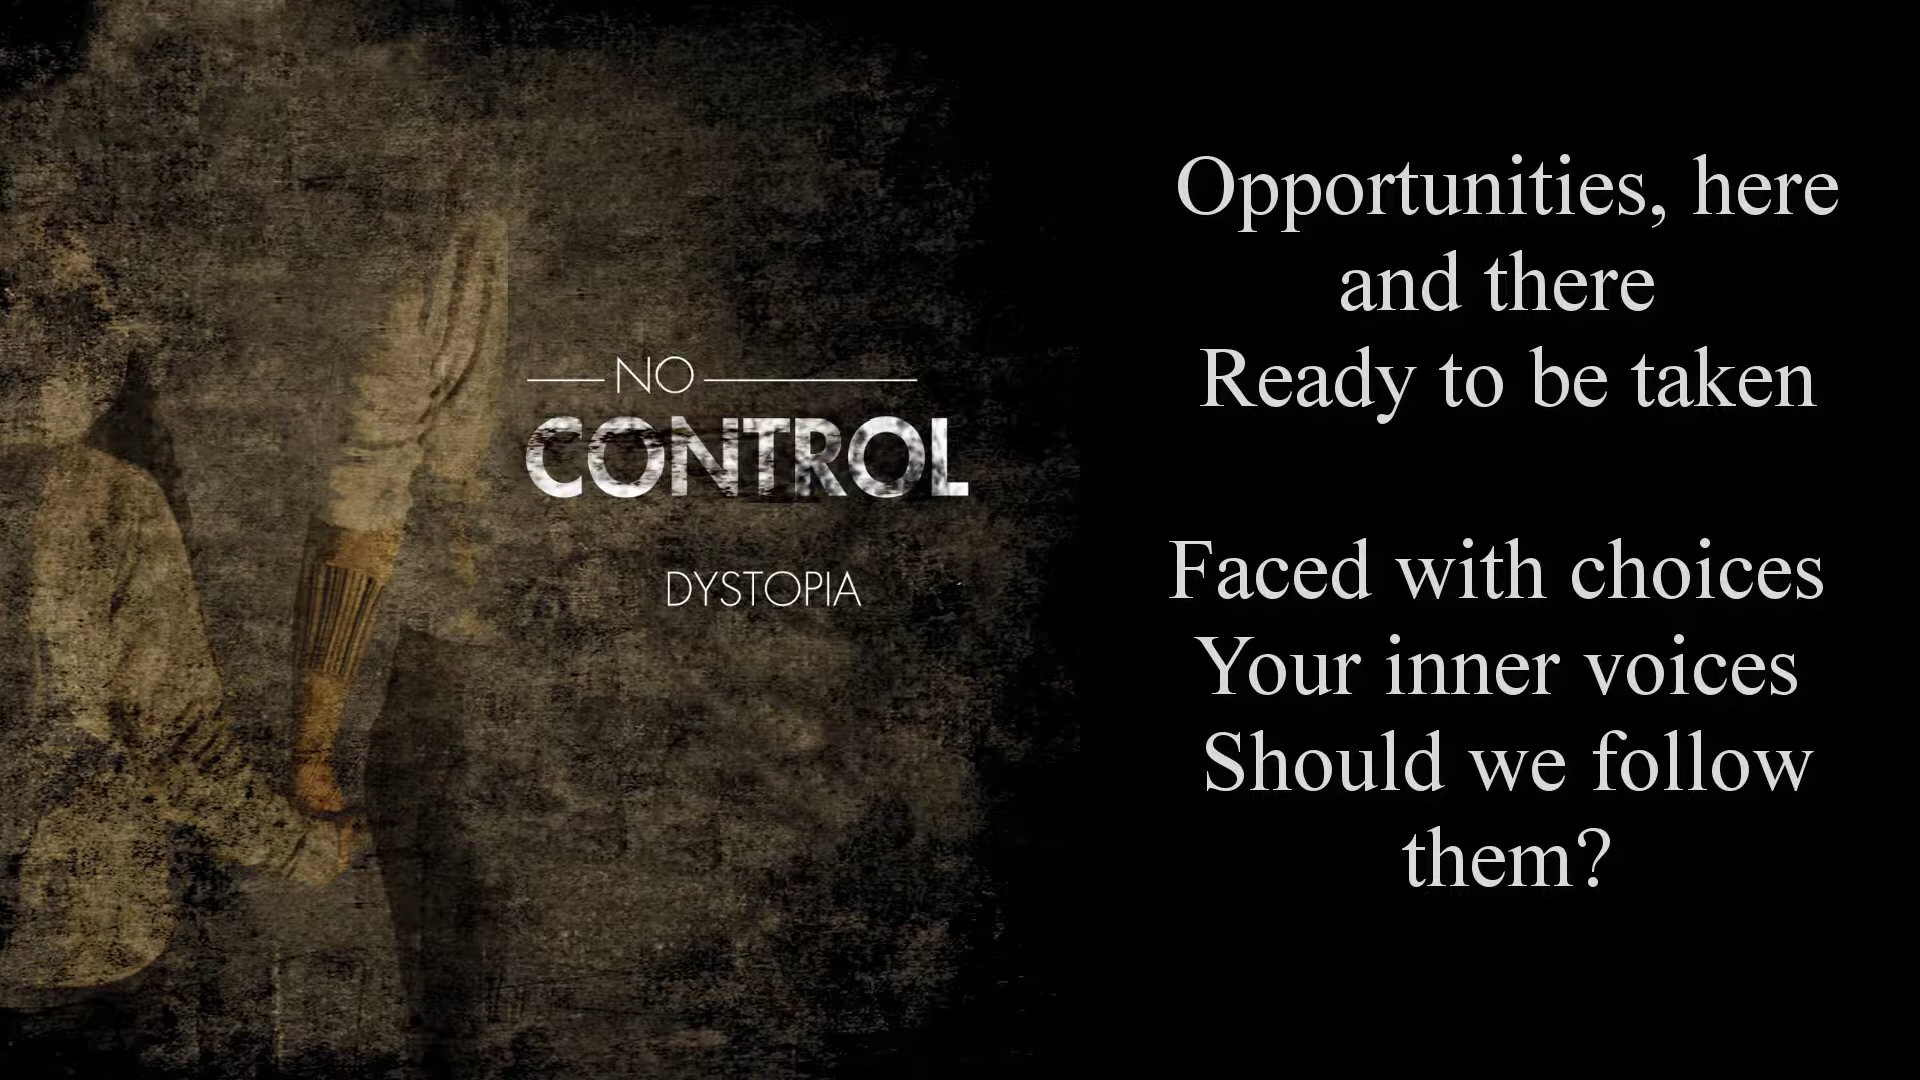 NO
CONTROL
DYSTOPIA
Opportunities, here
and there
Ready to be taken
Faced with choices
Your inner voices
Should we follow
them?